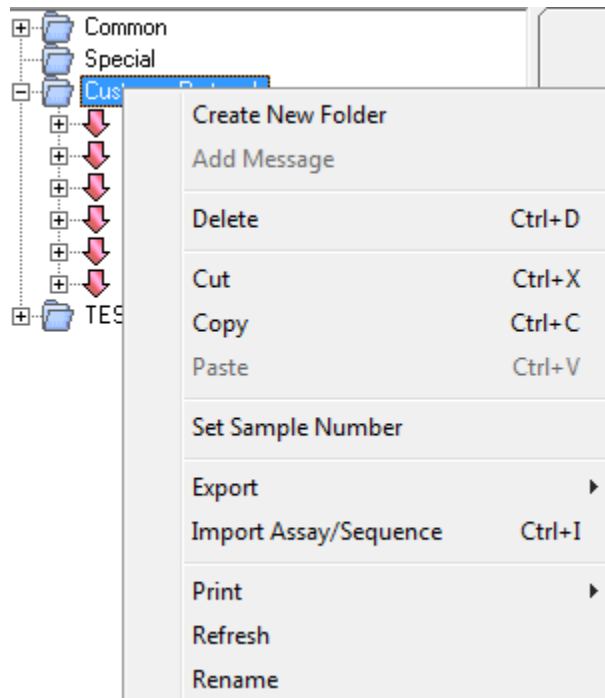 Common
Special
Create New Folder
Add Message
Delete Ctrl+D
Cut Ctrl+X
Copy Ctrl+C
Paste Ctrl+V
Set Sample Number
Export
Import Assay/Sequence Ctrl+I
Print
Refresh
Rename
TES